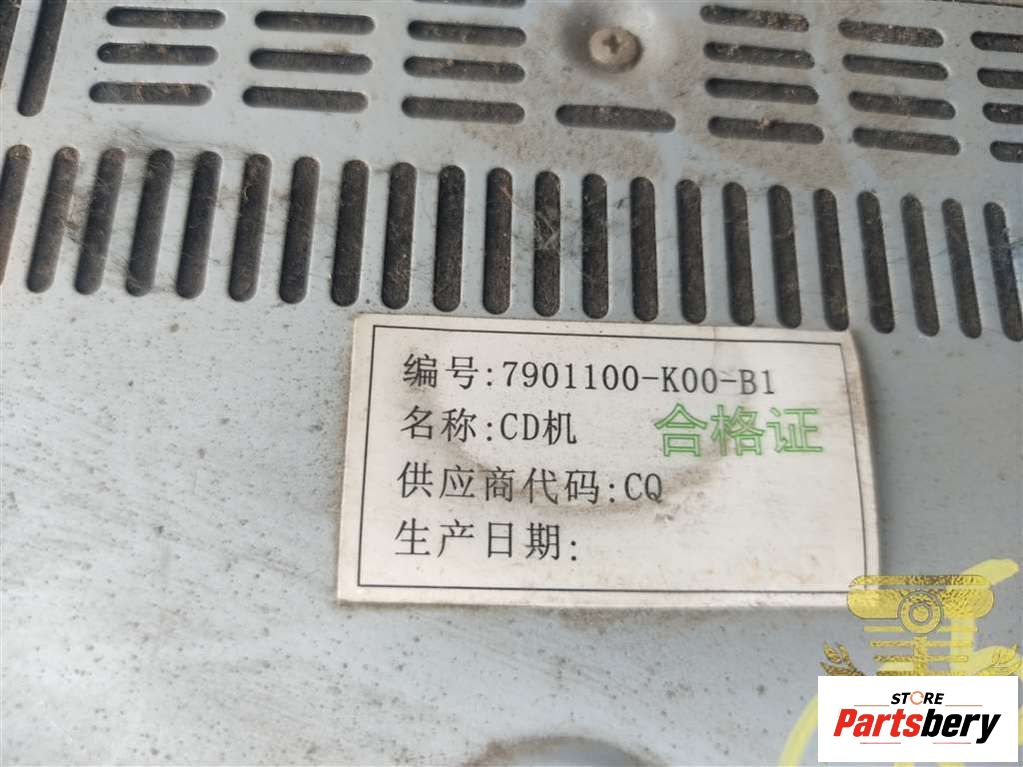 编号:7901100-K00-B1
名称:CD机
合格证
供应商代码:CQ
生产日期:
STORE
Partsbery